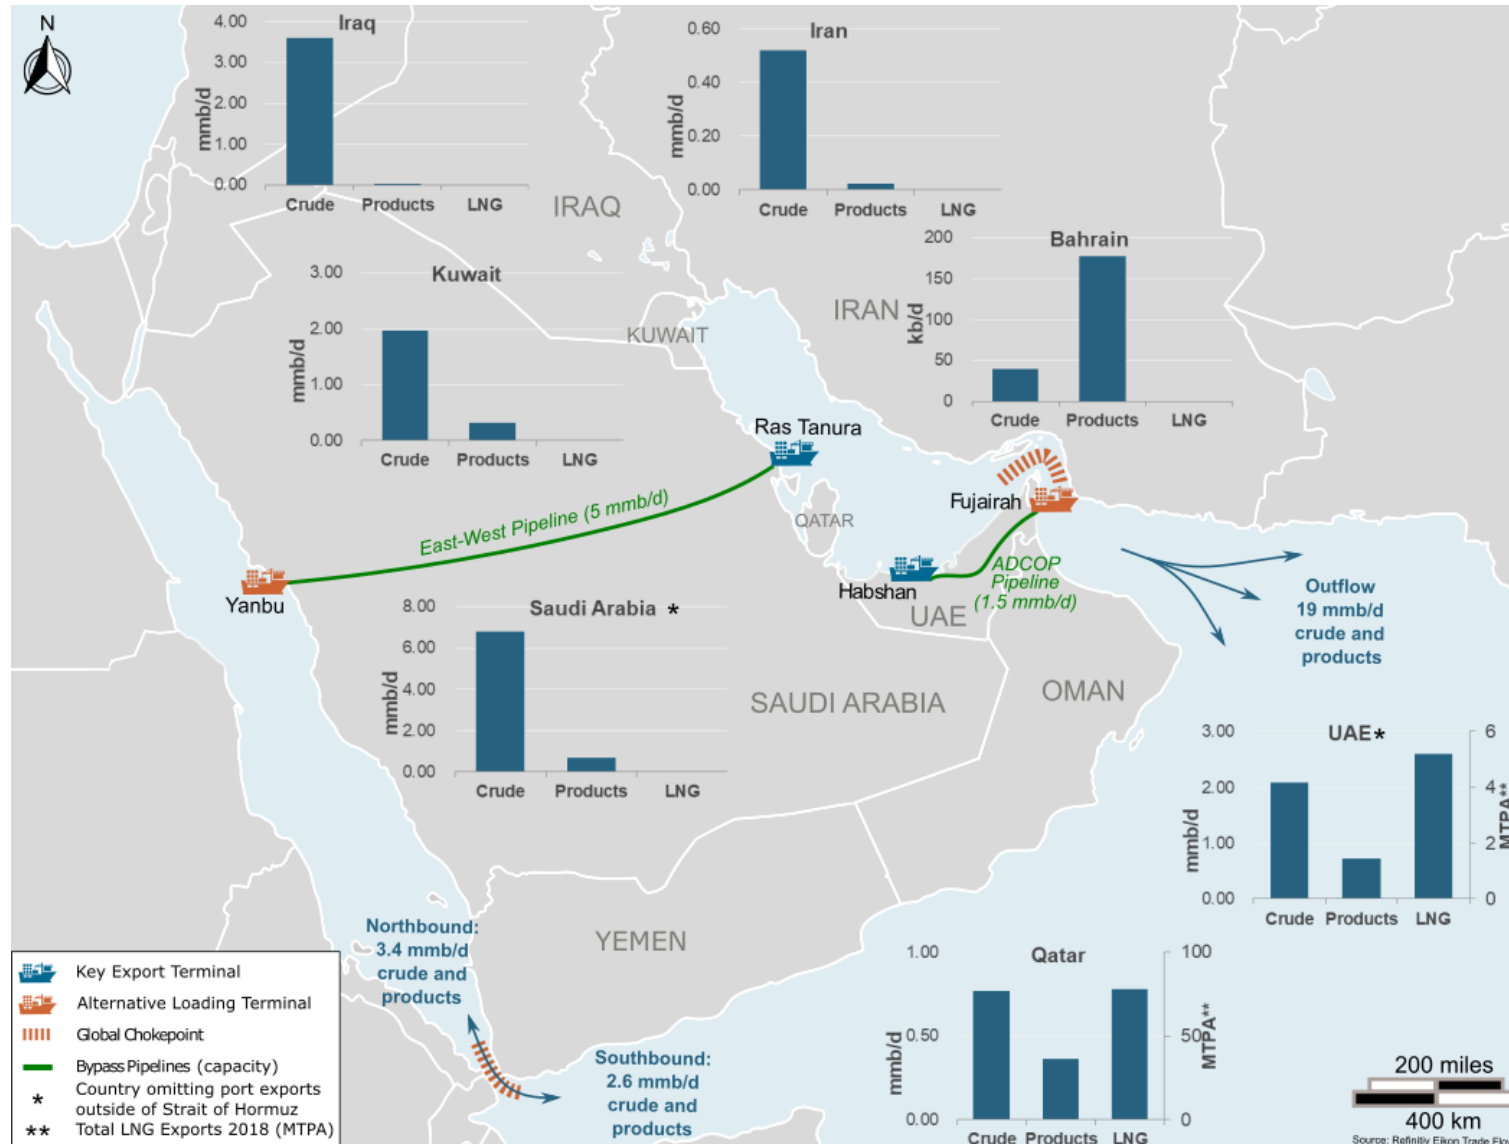 N
Iraq
4.00
3.00
2.00
1.00
0.00
mmb/d
Crude Products LNG
Iran
0.60
0.40
0.20
0.00
mmb/d
Crude Products LNG
IRAQ
Bahrain
200
150
100
50
0
kb/d
Crude Products LNG
IRAN
Kuwait
3.00
2.00
1.00
0.00
mmb/d
Crude Products LNG
KUWAIT
Ras Tanura
East-West Pipeline (5 mmb/d)
QATAR
Fujairah
Habshan
ADCOP
Pipeline
(1.5 mmb/d)
UAE
Yanbu
Outflow
19 mmb/d
crude and
products
Saudi Arabia *
8.00
6.00
4.00
2.00
0.00
mmb/d
Crude Products LNG
SAUDI ARABIA
OMAN
UAE*
3.00
2.00
1.00
0.00
mmb/d
6
4
2
0
MTPA**
Crude Products LNG
YEMEN
Northbound:
3.4 mmb/d
crude and
products
Southbound:
2.6 mmb/d
crude and
products
Qatar
1.00
0.50
0.00
mmb/d
100
50
0
MTPA**
Crude Products LNG
Key Export Terminal
Alternative Loading Terminal
Global Chokepoint
Bypass Pipelines (capacity)
* Country omitting port exports
outside of Strait of Hormuz
** Total LNG Exports 2018 (MTPA)
200 miles
400 km
Source: Refinitiv Eikon Trade Flo